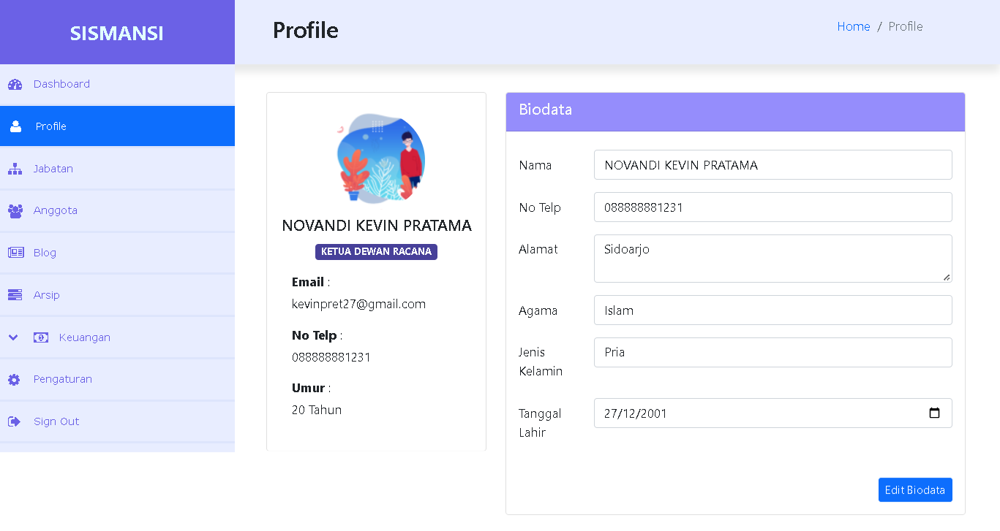 SISMANSI
Dashboard
Profile
Jabatan
Anggota
Blog
Arsip
Keuangan
Pengaturan
Sign Out
Profile
Home / Profile
NOVANDI KEVIN PRATAMA
KETUA DEWAN RACANA
Email :
kevinpret27@gmail.com
No Telp :
088888881231
Umur :
20 Tahun
Biodata
Nama NOVANDI KEVIN PRATAMA
No Telp 088888881231
Alamat Sidoarjo
Agama Islam
Jenis Pria
Kelamin
Tanggal 27/12/2001
Lahir
Edit Biodata